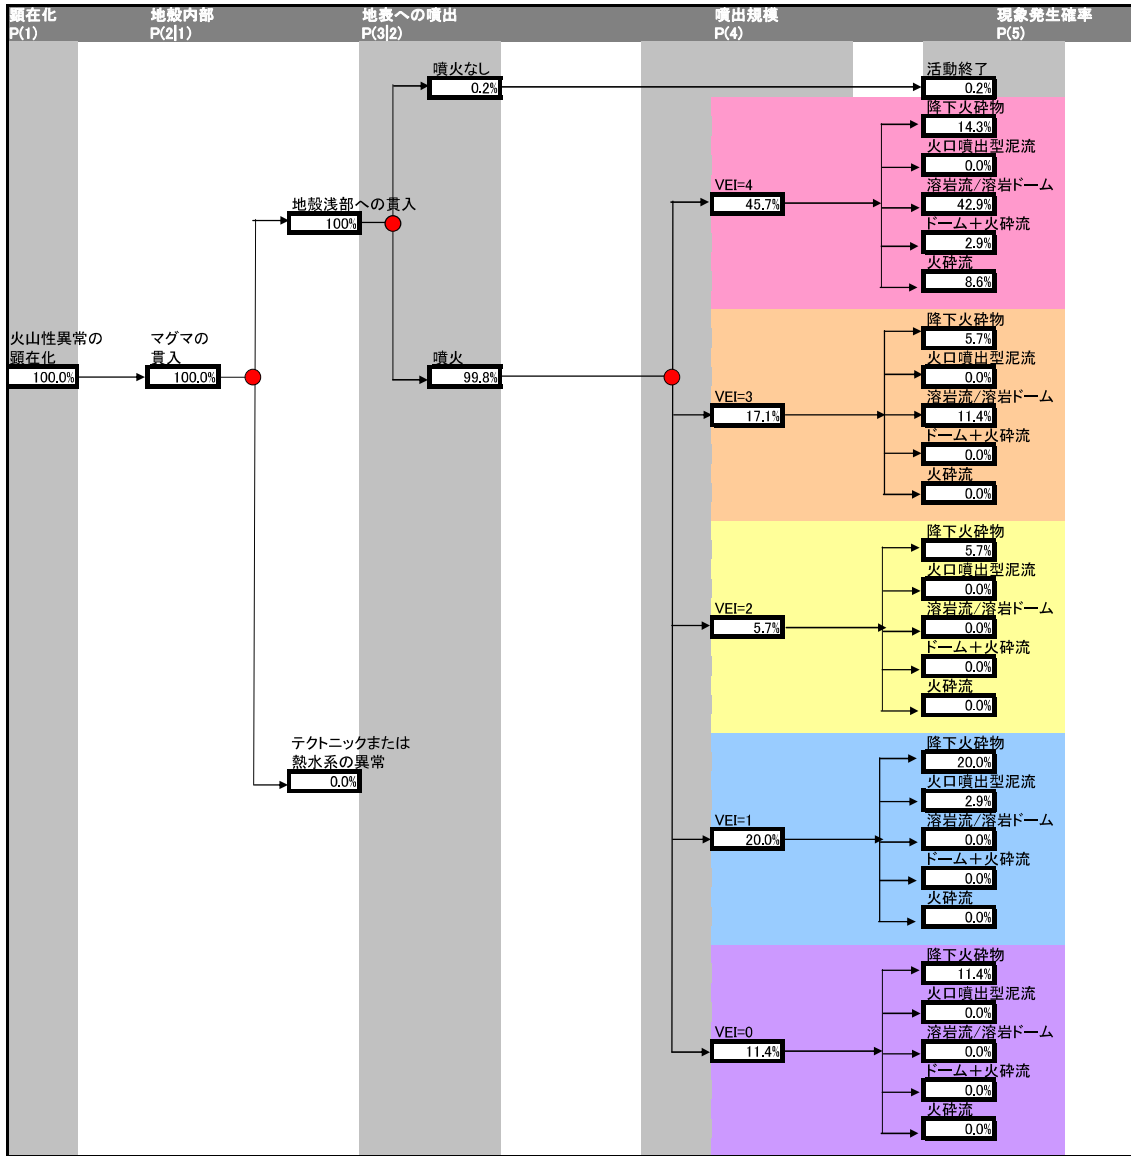 顕在化
P(1)
地殻内部
P(2|1)
地表への噴出
P(3|2)
噴出規模
P(4)
現象発生確率
P(5)
火山性異常の
顕在化
100.0%
マグマの
貫入
100.0%
地殻浅部への貫入
100%
テクトニックまたは
熱水系の異常
0.0%
噴火なし
0.2%
噴火
99.8%
活動終了
0.2%
VEI=4
45.7%
降下火砕物
14.3%
火口噴出型泥流
0.0%
溶岩流/溶岩ドーム
42.9%
ドーム+火砕流
2.9%
火砕流
8.6%
VEI=3
17.1%
降下火砕物
5.7%
火口噴出型泥流
0.0%
溶岩流/溶岩ドーム
11.4%
ドーム+火砕流
0.0%
火砕流
0.0%
VEI=2
5.7%
降下火砕物
5.7%
火口噴出型泥流
0.0%
溶岩流/溶岩ドーム
0.0%
ドーム+火砕流
0.0%
火砕流
0.0%
VEI=1
20.0%
降下火砕物
20.0%
火口噴出型泥流
2.9%
溶岩流/溶岩ドーム
0.0%
ドーム+火砕流
0.0%
火砕流
0.0%
VEI=0
11.4%
降下火砕物
11.4%
火口噴出型泥流
0.0%
溶岩流/溶岩ドーム
0.0%
ドーム+火砕流
0.0%
火砕流
0.0%